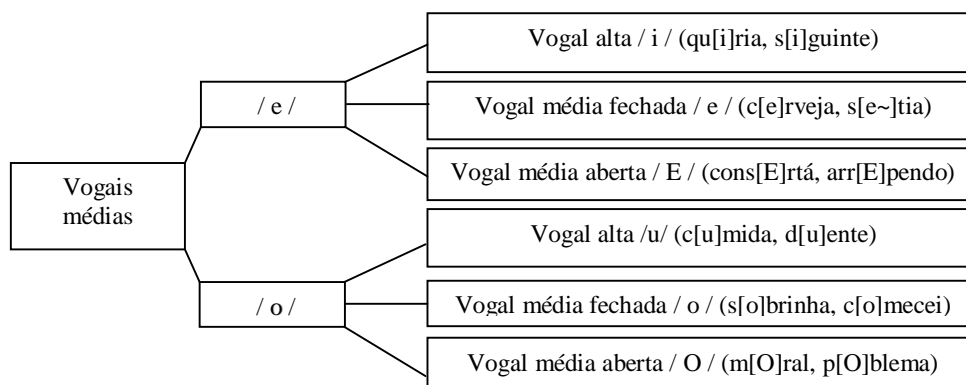 Vogais
médias
/ e /
Vogal alta / i / (qu[i]ria, s[i]guinte)
Vogal média fechada / e / (c[e]rveja, s[e~]tia)
Vogal média aberta / E / (cons[E]rtá, arr[E]pendo)
/ o /
Vogal alta /u/ (c[u]mida, d[u]ente)
Vogal média fechada / o / (s[o]brinha, c[o]mecei)
Vogal média aberta / O / (m[O]ral, p[O]blema)